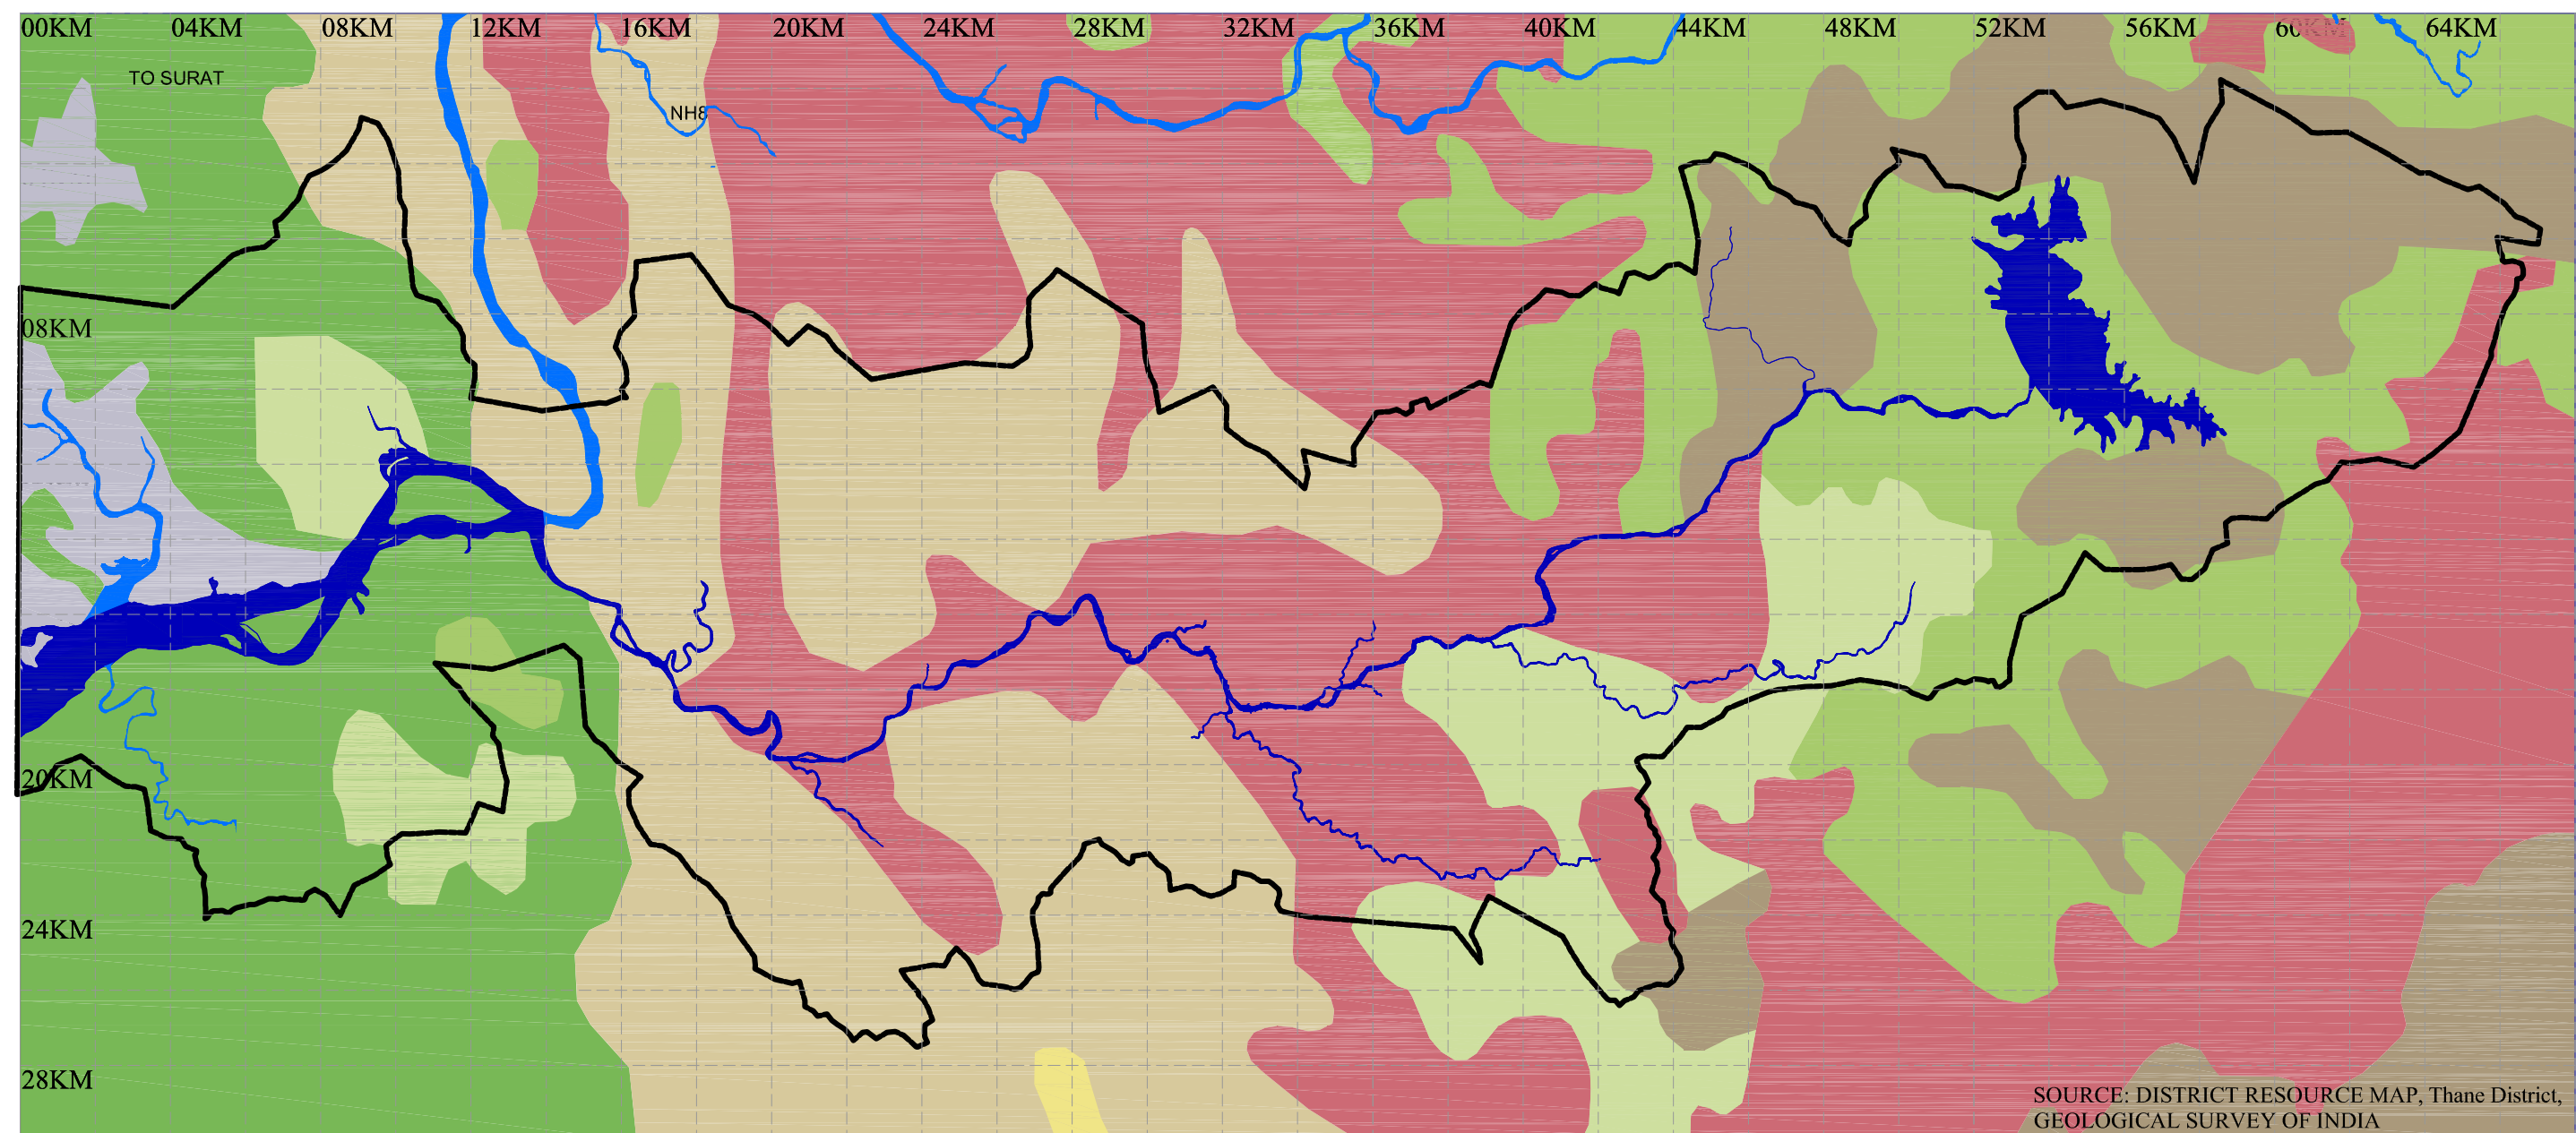 00KM 04KM 08KM 12KM 16KM 20KM 24KM 28KM 32KM 36KM 40KM 44KM 48KM 52KM 56KM 60KM 64KM
TO SURAT
NH8
08KM
20KM
24KM
28KM
SOURCE: DISTRICT RESOURCE MAP, Thane District,
GEOLOGICAL SURVEY OF INDIA